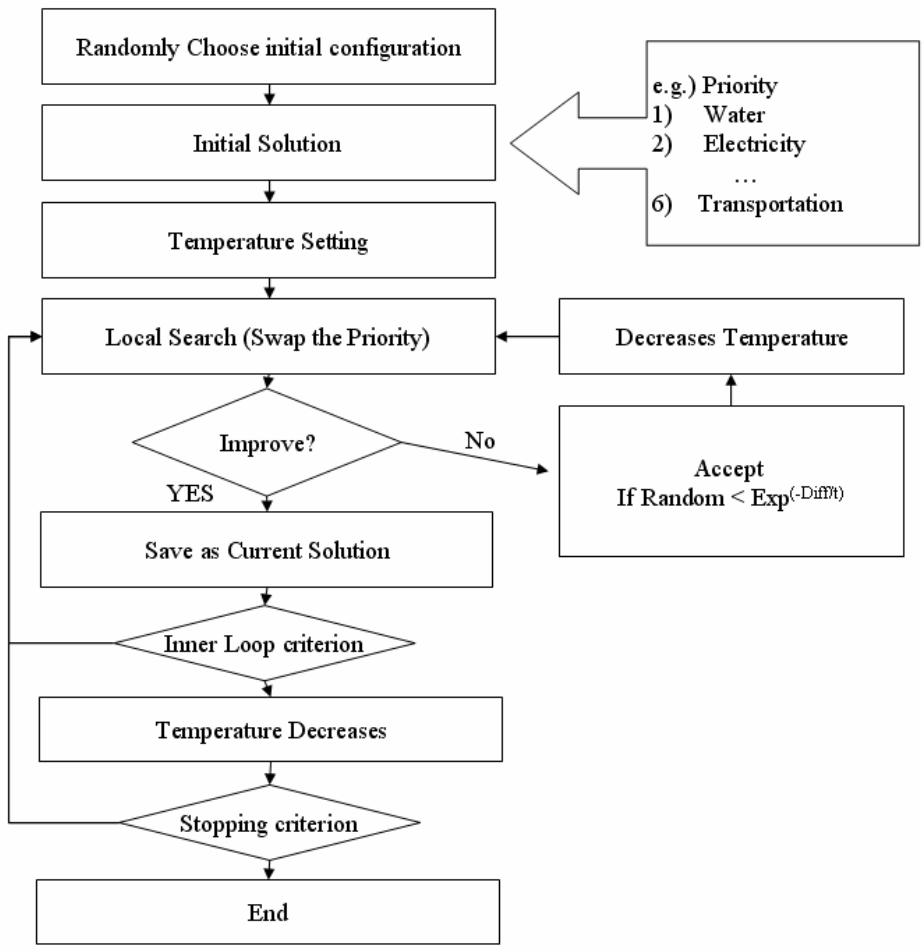 Randomly Choose initial configuration
e.g.) Priority
1) Water
2) Electricity
...
6) Transportation
Initial Solution
Temperature Setting
Local Search (Swap the Priority)
Decreases Temperature
Improve?
No
Accept
If Random < Exp(-Diff/t)
YES
Save as Current Solution
Inner Loop criterion
Temperature Decreases
Stopping criterion
End